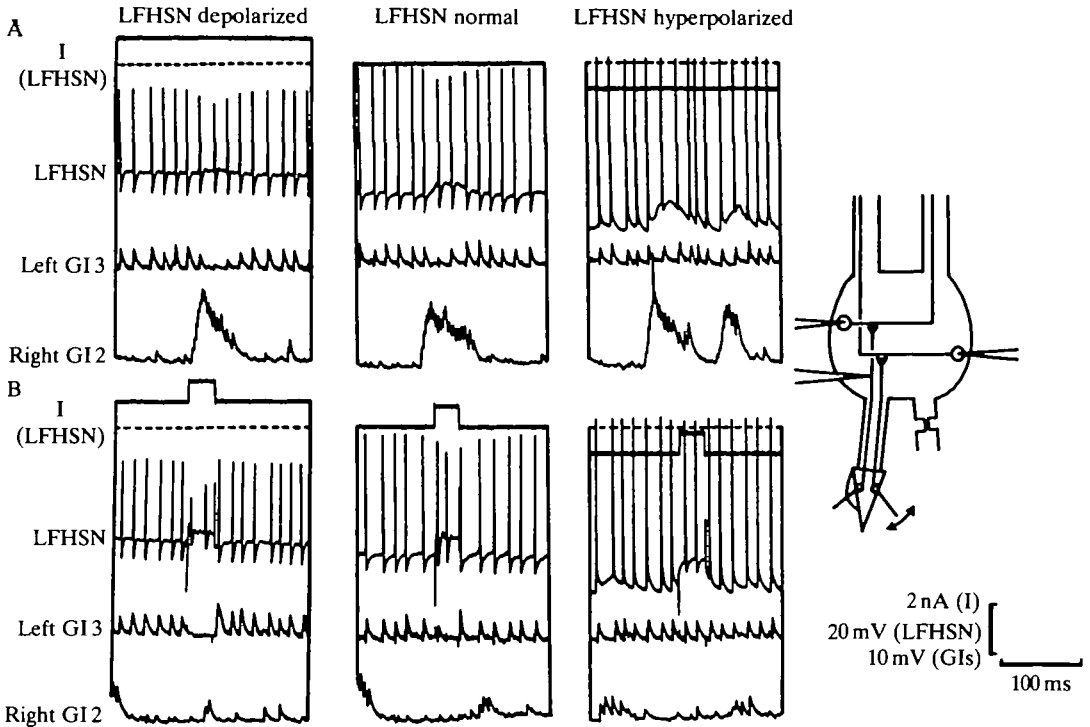 A
LFHSN depolarized
LFHSN normal
LFHSN hyperpolarized
I
(LFHSN)
LFHSN
Left GI 3
Right GI 2
B
I
(LFHSN)
LFHSN
Left GI 3
Right GI 2
2 nA (I)
20 mV (LFHSN)
10 mV (GIs)
100 ms